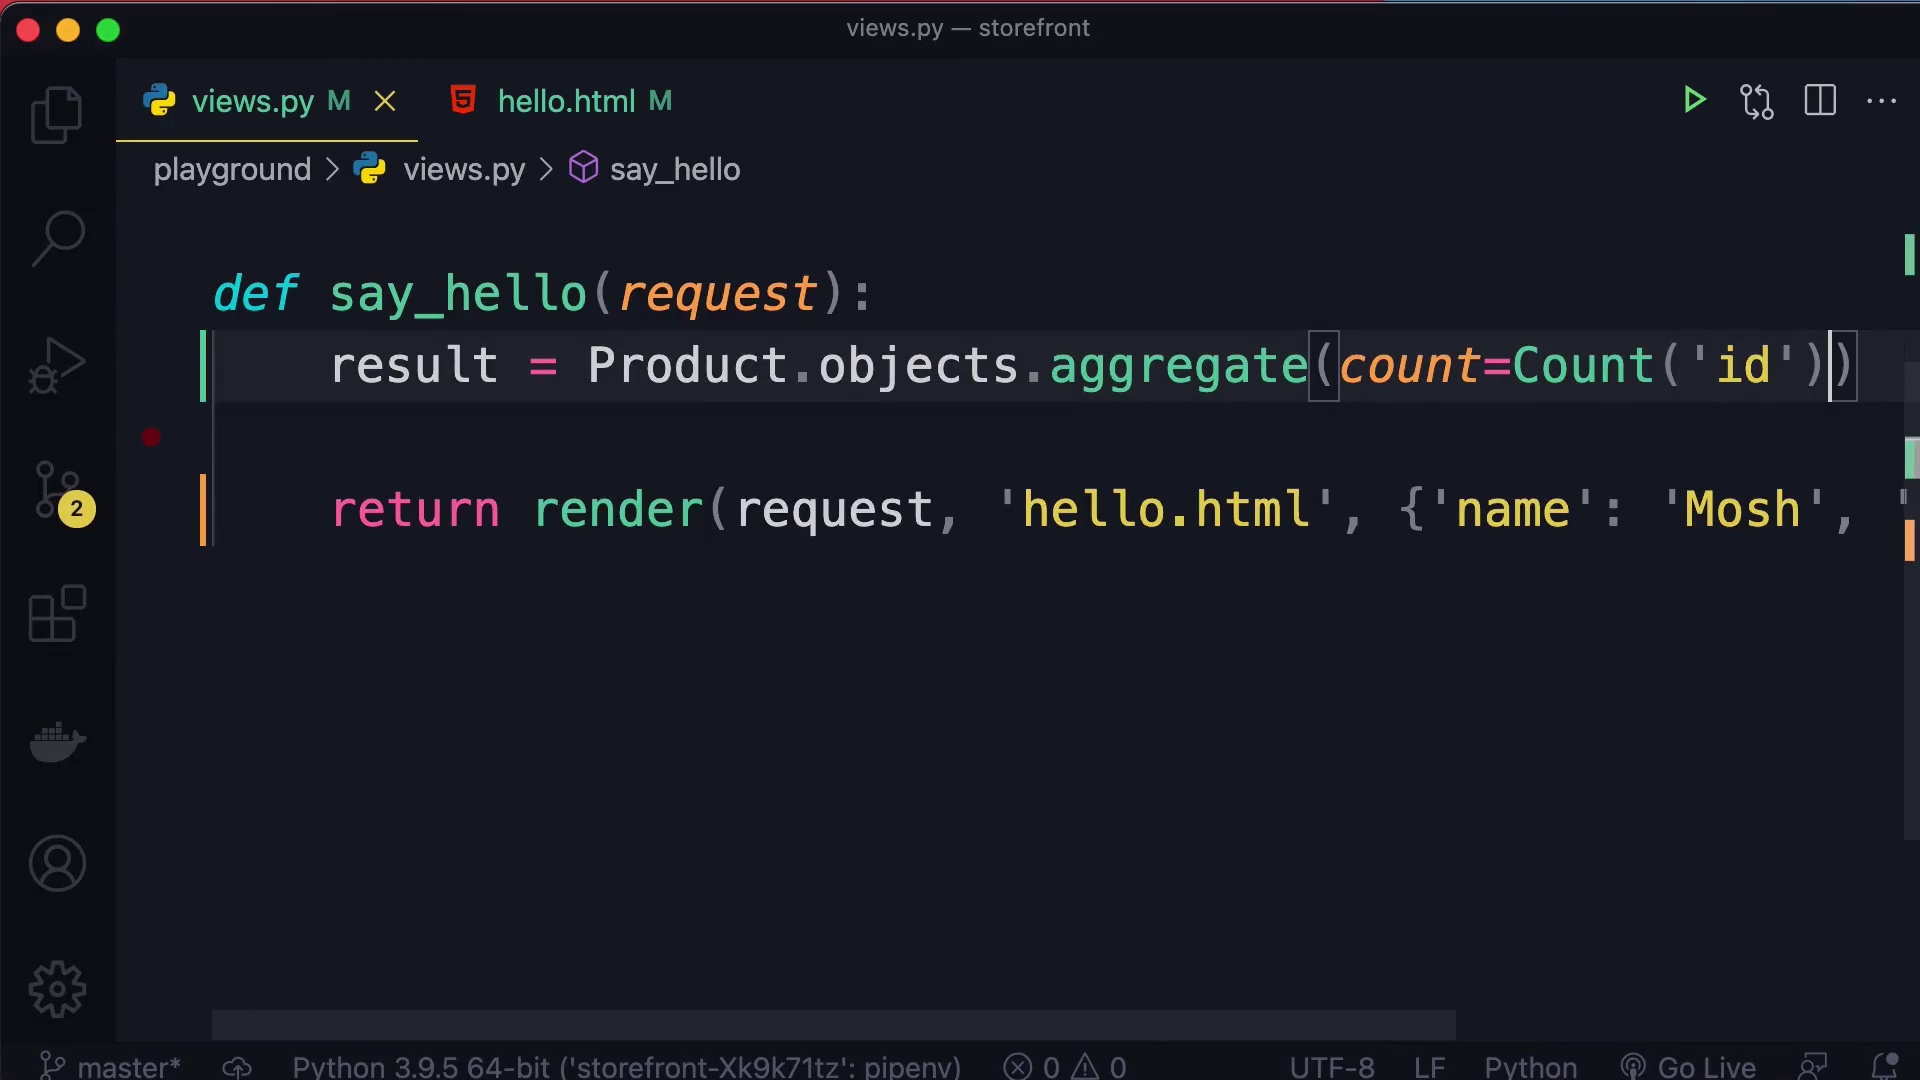 views.py — storefront
views.py M
hello.html M
playground > views.py > say_hello
def say_hello(request):
result = Product.objects.aggregate(count=Count('id'))
return render(request, 'hello.html', {'name': 'Mosh', '
2
master*
Python 3.9.5 64-bit ('storefront-Xk9k71tz': pipenv)
0
0
UTF-8
LF
Python
Go Live